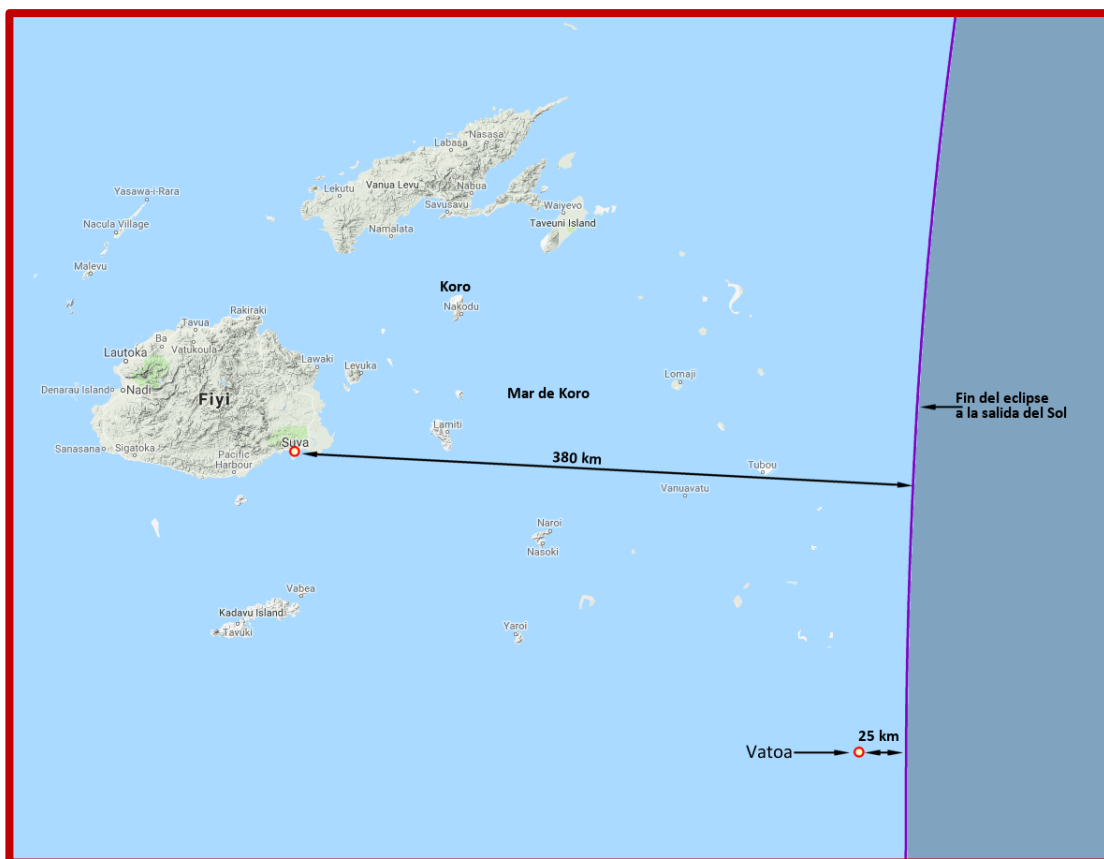 Nasasa
Labasa
Yasawa-i-Rara
Lekutu
Vanua Levu
Nabua
Savusavu
Waiyevo
Nacula Village
Namalata
Taveuni Island
Malevu
Koro
Nakodu
Rakiraki
Tavua
Ba
Vatukoula
Lautoka
Lawaki
Levuka
Lomaji
Denarau Island
Nadi
Fiyi
Mar de Koro
Fin del eclipse
a la salida del Sol
Lamiti
Suva
Sanasana
Sigatoka
Pacific
Harbour
380 km
Tubou
Vanuavatu
Naroi
Nasoki
Vabea
Kadavu Island
Tavuki
Yaroi
25 km
Vatoa